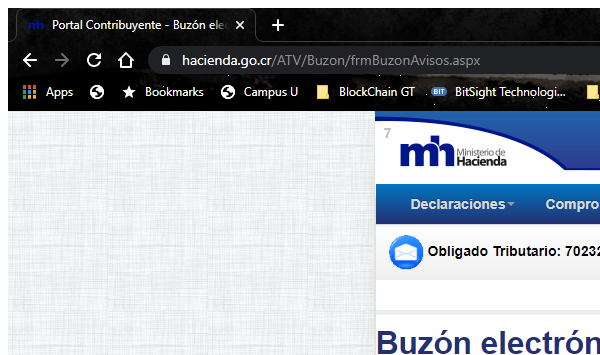 Portal Contribuyente - Buzón ele
hacienda.go.cr/ATV/Buzon/frmBuzonAvisos.aspx
Apps Bookmarks Campus U BlockChain GT BIT BitSight Technologi...
7
mh Ministerio de
Hacienda
Declaraciones Compro
Obligado Tributario: 70232
Buzón electrón